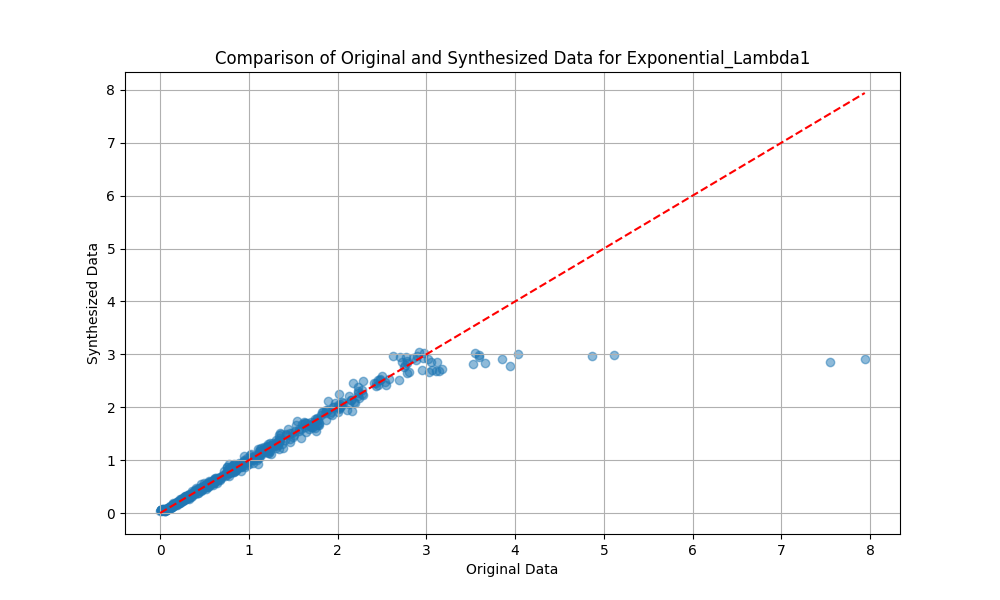 Comparison of Original and Synthesized Data for Exponential_Lambda1
Synthesized Data
8
7
6
5
4
3
2
1
0
0 1 2 3 4 5 6 7 8
Original Data